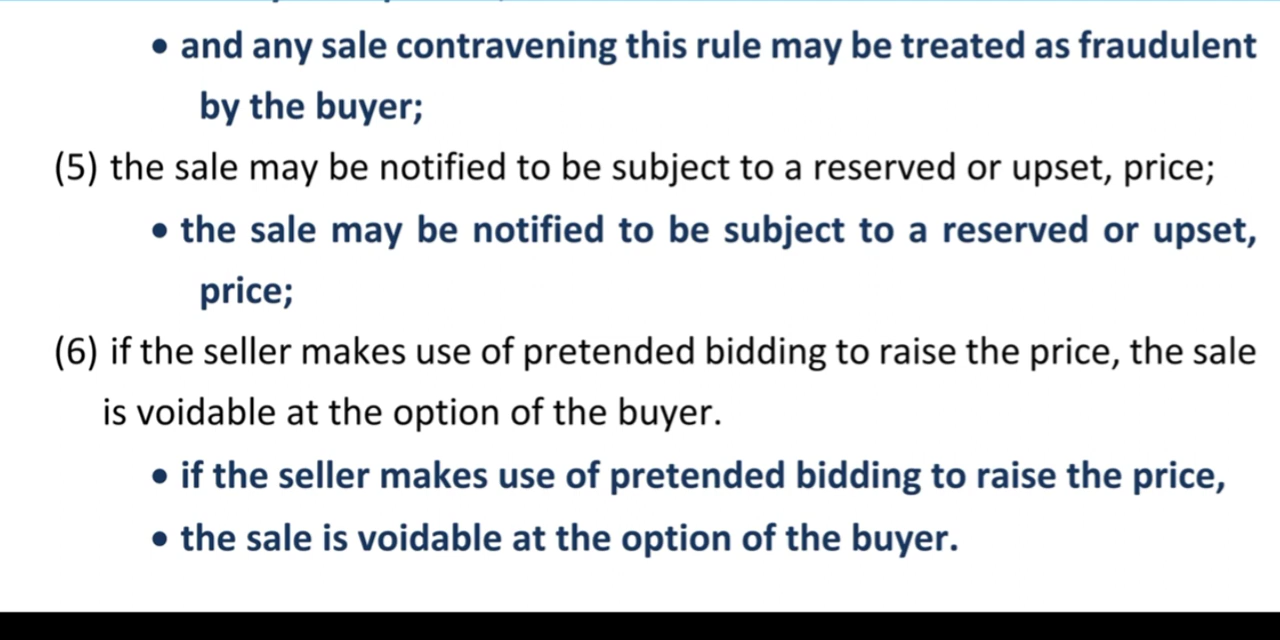 • and any sale contravening this rule may be treated as fraudulent
by the buyer;
(5) the sale may be notified to be subject to a reserved or upset, price;
• the sale may be notified to be subject to a reserved or upset,
price;
(6) if the seller makes use of pretended bidding to raise the price, the sale
is voidable at the option of the buyer.
• if the seller makes use of pretended bidding to raise the price,
• the sale is voidable at the option of the buyer.